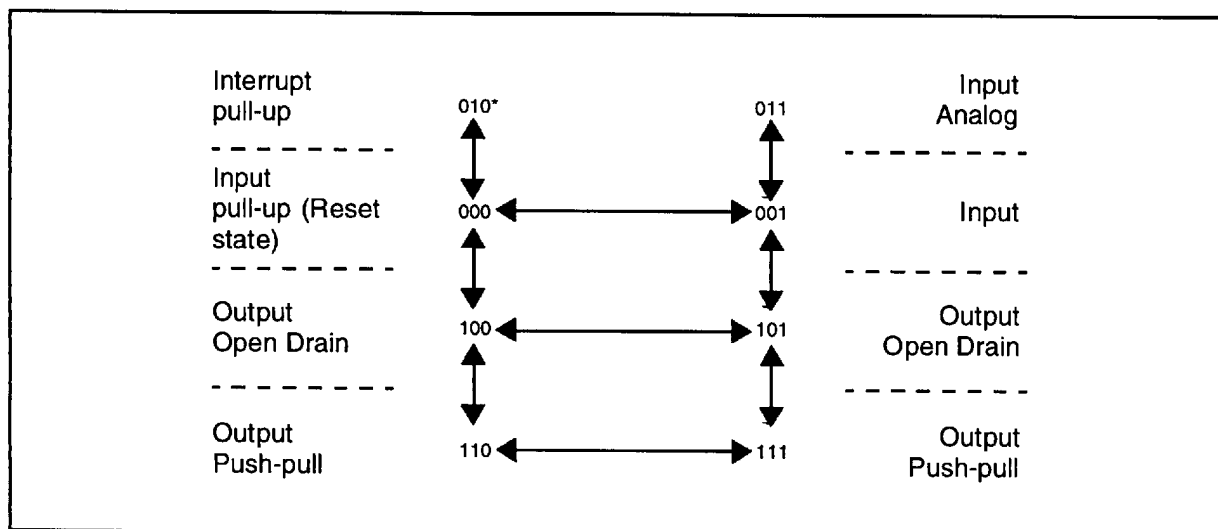 Interrupt
pull-up
010*
011
Input
Analog
Input
pull-up (Reset
state)
000
001
Input
Output
Open Drain
100
101
Output
Open Drain
Output
Push-pull
110
111
Output
Push-pull